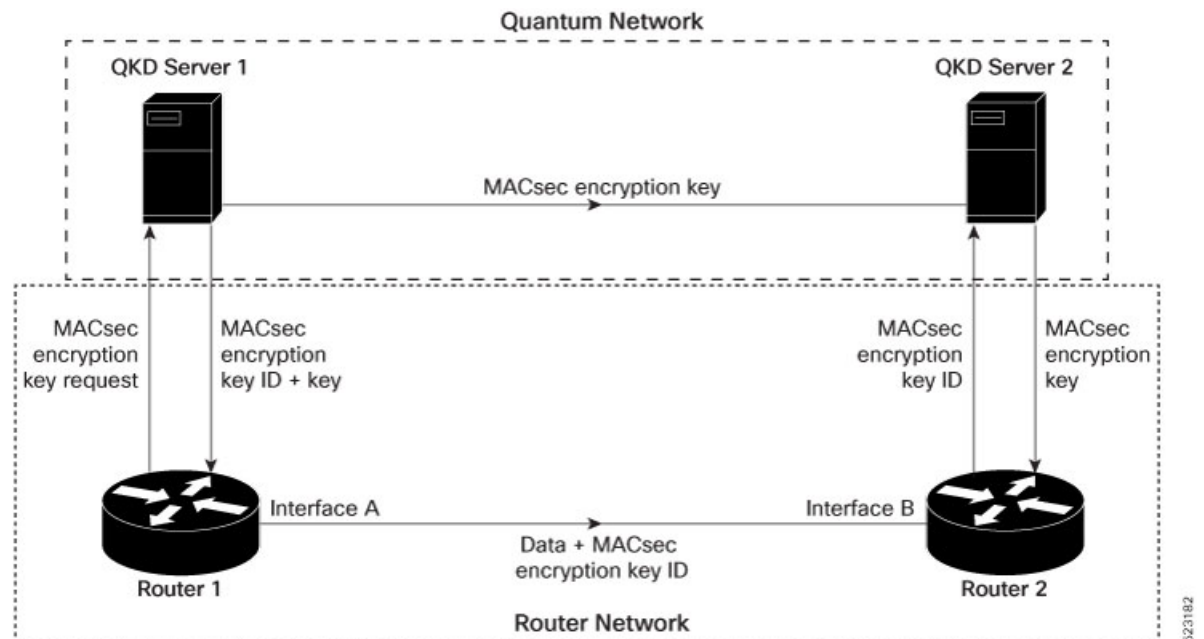 Quantum Network
QKD Server 1
QKD Server 2
MACsec encryption key
MACsec
encryption
key request
MACsec
encryption
key ID + key
MACsec
encryption
key ID
MACsec
encryption
key
Interface A
Interface B
Data + MACsec
encryption key ID
Router 1
Router 2
Router Network